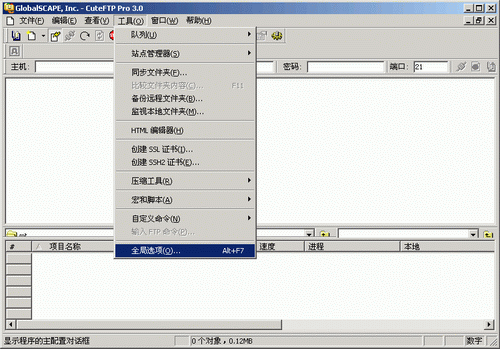 GlobalSCAPE, Inc. - CuteFTP Pro 3.0
文件(F) 编辑(E) 查看(V) 工具(O) 窗口(W) 帮助(H)
主机: 密码: 端口: 21
队列(U)
站点管理器(S)
同步文件夹(F)...
比较文件夹内容(C)... F11
备份远程文件夹(B)...
监视本地文件夹(M)...
HTML 编辑器(H)
创建 SSL 证书(I)...
创建 SSH2 证书(E)...
压缩工具(R)
宏和脚本(A)
自定义命令(N)
输入 FTP 命令(P)...
全局选项(O)... Alt+F7
# / 项目名称 速度 进程 本地
显示程序的主配置对话框 0 个对象, 0.12MB 数字